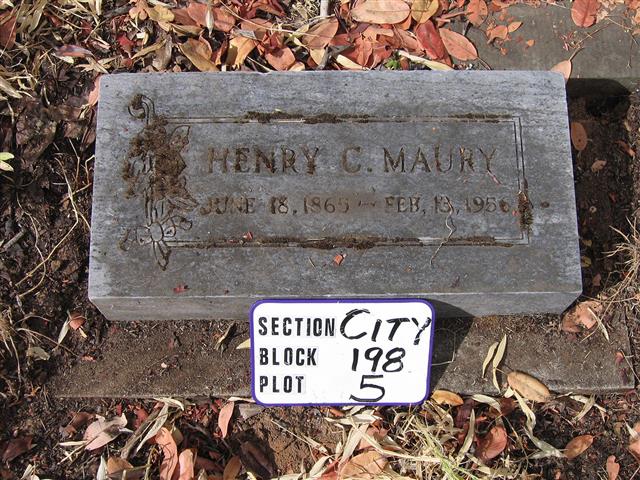 HENRY C. MAURY
JUNE 18, 1865 — FEB. 13, 1956
SECTION CITY
BLOCK 198
PLOT 5